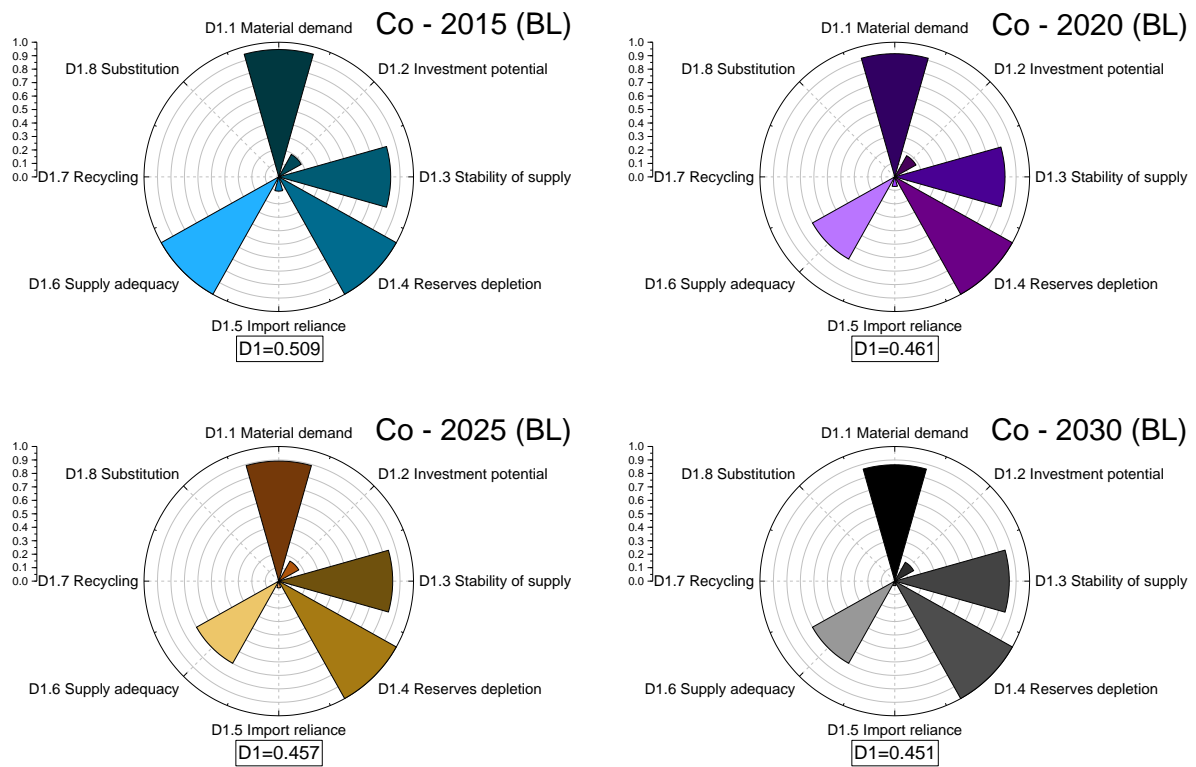 Co - 2015 (BL)
D1.1 Material demand
D1.2 Investment potential
D1.3 Stability of supply
D1.4 Reserves depletion
D1.5 Import reliance
D1.6 Supply adequacy
D1.7 Recycling
D1.8 Substitution
1.0
0.9
0.8
0.7
0.6
0.5
0.4
0.3
0.2
0.1
0.0
D1=0.509
Co - 2020 (BL)
D1.1 Material demand
D1.2 Investment potential
D1.3 Stability of supply
D1.4 Reserves depletion
D1.5 Import reliance
D1.6 Supply adequacy
D1.7 Recycling
D1.8 Substitution
1.0
0.9
0.8
0.7
0.6
0.5
0.4
0.3
0.2
0.1
0.0
D1=0.461
Co - 2025 (BL)
D1.1 Material demand
D1.2 Investment potential
D1.3 Stability of supply
D1.4 Reserves depletion
D1.5 Import reliance
D1.6 Supply adequacy
D1.7 Recycling
D1.8 Substitution
1.0
0.9
0.8
0.7
0.6
0.5
0.4
0.3
0.2
0.1
0.0
D1=0.457
Co - 2030 (BL)
D1.1 Material demand
D1.2 Investment potential
D1.3 Stability of supply
D1.4 Reserves depletion
D1.5 Import reliance
D1.6 Supply adequacy
D1.7 Recycling
D1.8 Substitution
1.0
0.9
0.8
0.7
0.6
0.5
0.4
0.3
0.2
0.1
0.0
D1=0.451